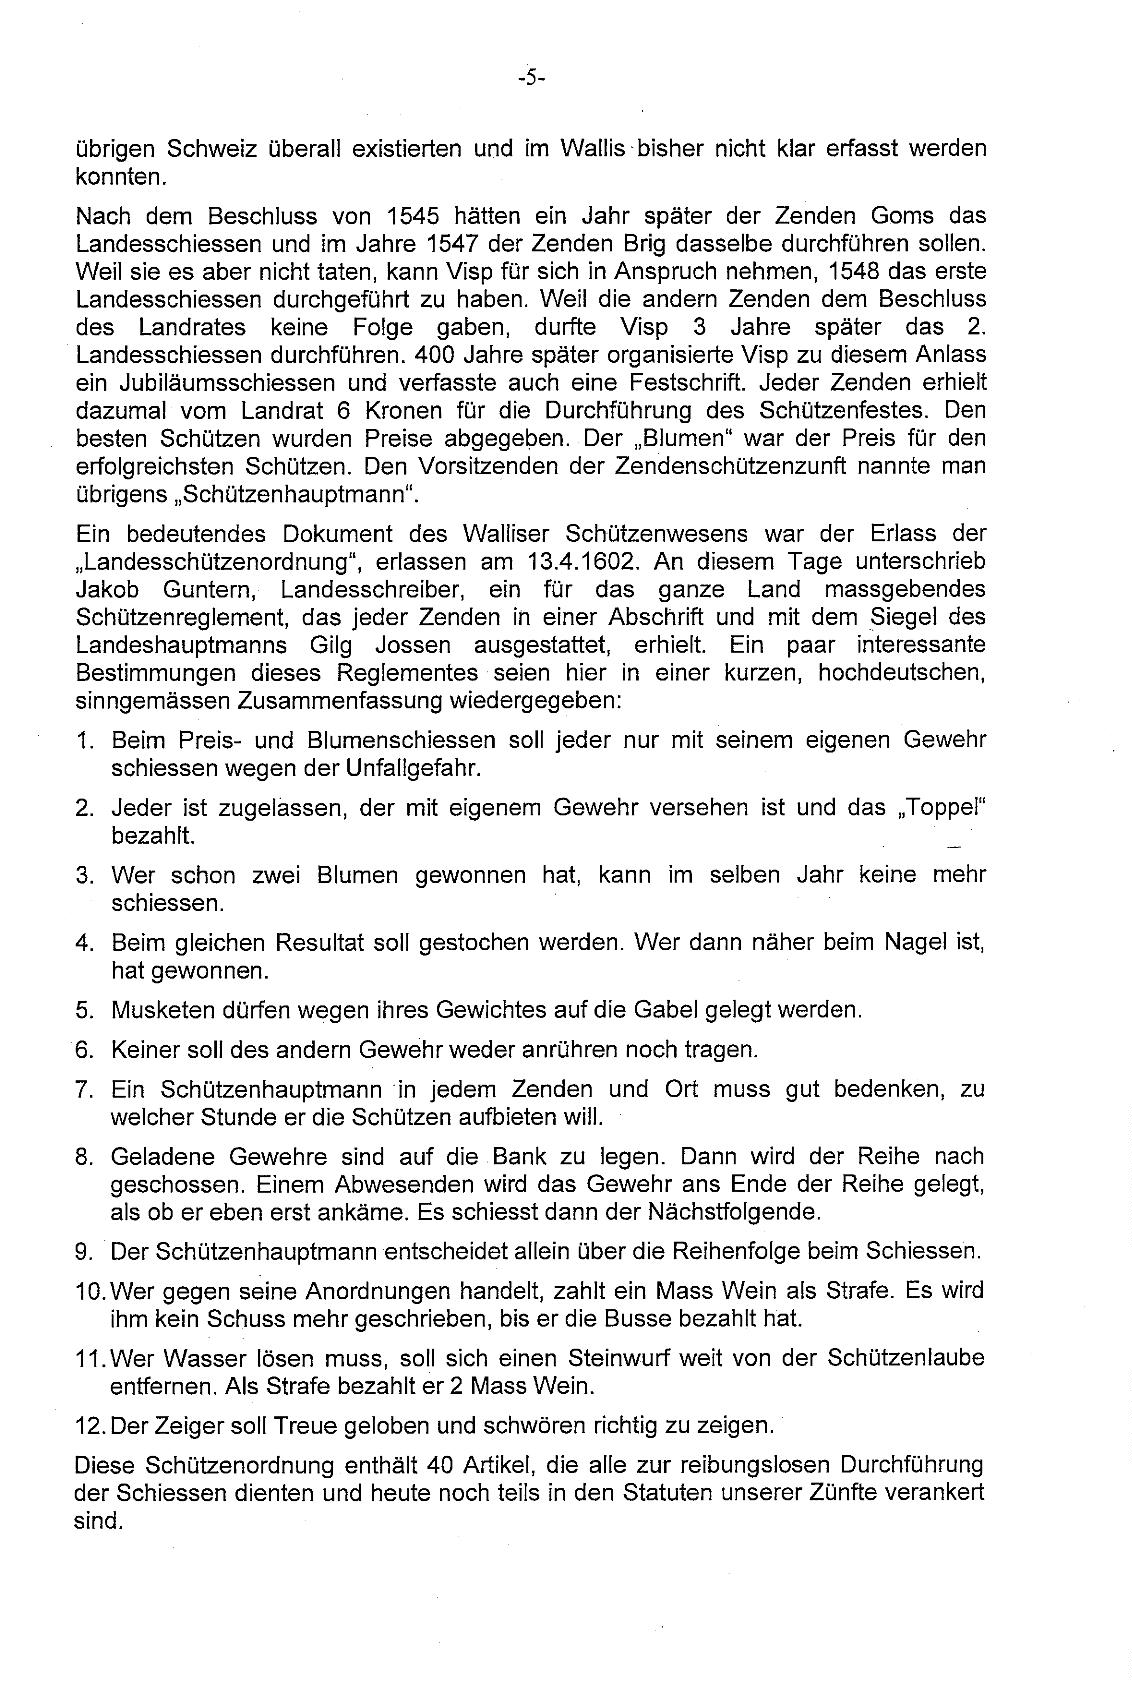 -5-
übrigen Schweiz überall existierten und im Wallis bisher nicht klar erfasst werden
konnten.
Nach dem Beschluss von 1545 hätten ein Jahr später der Zenden Goms das
Landesschiessen und im Jahre 1547 der Zenden Brig dasselbe durchführen sollen.
Weil sie es aber nicht taten, kann Visp für sich in Anspruch nehmen, 1548 das erste
Landesschiessen durchgeführt zu haben. Weil die andern Zenden dem Beschluss
des Landrates keine Folge gaben, durfte Visp 3 Jahre später das 2.
Landesschiessen durchführen. 400 Jahre später organisierte Visp zu diesem Anlass
ein Jubiläumsschiessen und verfasste auch eine Festschrift. Jeder Zenden erhielt
dazumal vom Landrat 6 Kronen für die Durchführung des Schützenfestes. Den
besten Schützen wurden Preise abgegeben. Der „Blumen“ war der Preis für den
erfolgreichsten Schützen. Den Vorsitzenden der Zendenschützenzunft nannte man
übrigens „Schützenhauptmann“.
Ein bedeutendes Dokument des Walliser Schützenwesens war der Erlass der
„Landesschützenordnung“, erlassen am 13.4.1602. An diesem Tage unterschrieb
Jakob Guntern, Landesschreiber, ein für das ganze Land massgebendes
Schützenreglement, das jeder Zenden in einer Abschrift und mit dem Siegel des
Landeshauptmanns Gilg Jossen ausgestattet, erhielt. Ein paar interessante
Bestimmungen dieses Reglementes seien hier in einer kurzen, hochdeutschen,
sinngemässen Zusammenfassung wiedergegeben:
1. Beim Preis- und Blumenschiessen soll jeder nur mit seinem eigenen Gewehr
schiessen wegen der Unfallgefahr.
2. Jeder ist zugelassen, der mit eigenem Gewehr versehen ist und das „Toppel“
bezahlt.
3. Wer schon zwei Blumen gewonnen hat, kann im selben Jahr keine mehr
schiessen.
4. Beim gleichen Resultat soll gestochen werden. Wer dann näher beim Nagel ist,
hat gewonnen.
5. Musketen dürfen wegen ihres Gewichtes auf die Gabel gelegt werden.
6. Keiner soll des andern Gewehr weder anrühren noch tragen.
7. Ein Schützenhauptmann in jedem Zenden und Ort muss gut bedenken, zu
welcher Stunde er die Schützen aufbieten will.
8. Geladene Gewehre sind auf die Bank zu legen. Dann wird der Reihe nach
geschossen. Einem Abwesenden wird das Gewehr ans Ende der Reihe gelegt,
als ob er eben erst ankäme. Es schiesst dann der Nächstfolgende.
9. Der Schützenhauptmann entscheidet allein über die Reihenfolge beim Schiessen.
10. Wer gegen seine Anordnungen handelt, zahlt ein Mass Wein als Strafe. Es wird
ihm kein Schuss mehr geschrieben, bis er die Busse bezahlt hat.
11. Wer Wasser lösen muss, soll sich einen Steinwurf weit von der Schützenlaube
entfernen. Als Strafe bezahlt er 2 Mass Wein.
12. Der Zeiger soll Treue geloben und schwören richtig zu zeigen.
Diese Schützenordnung enthält 40 Artikel, die alle zur reibungslosen Durchführung
der Schiessen dienten und heute noch teils in den Statuten unserer Zünfte verankert
sind.